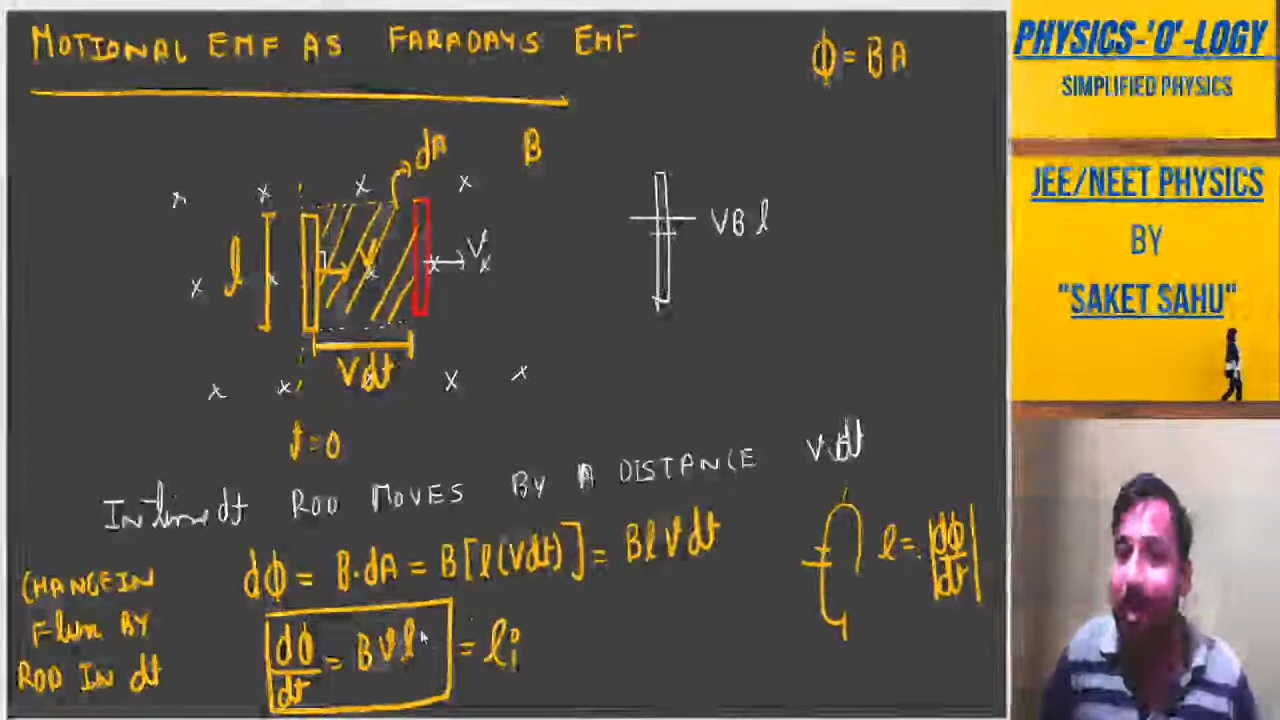 MOTIONAL EMF AS FARADAYS EMF
ϕ = BA
dA
B
l
V
V
Vdt
t=0
VBl
In time dt ROD MOVES BY A DISTANCE Vdt
CHANGE IN
Flux BY
ROD IN dt
dϕ = B·dA = B[l(Vdt)] = BlVdt
dϕ/dt = BVl = ei
e = |dϕ/dt|
PHYSICS-'O'-LOGY
SIMPLIFIED PHYSICS
JEE/NEET PHYSICS
BY
"SAKET SAHU"